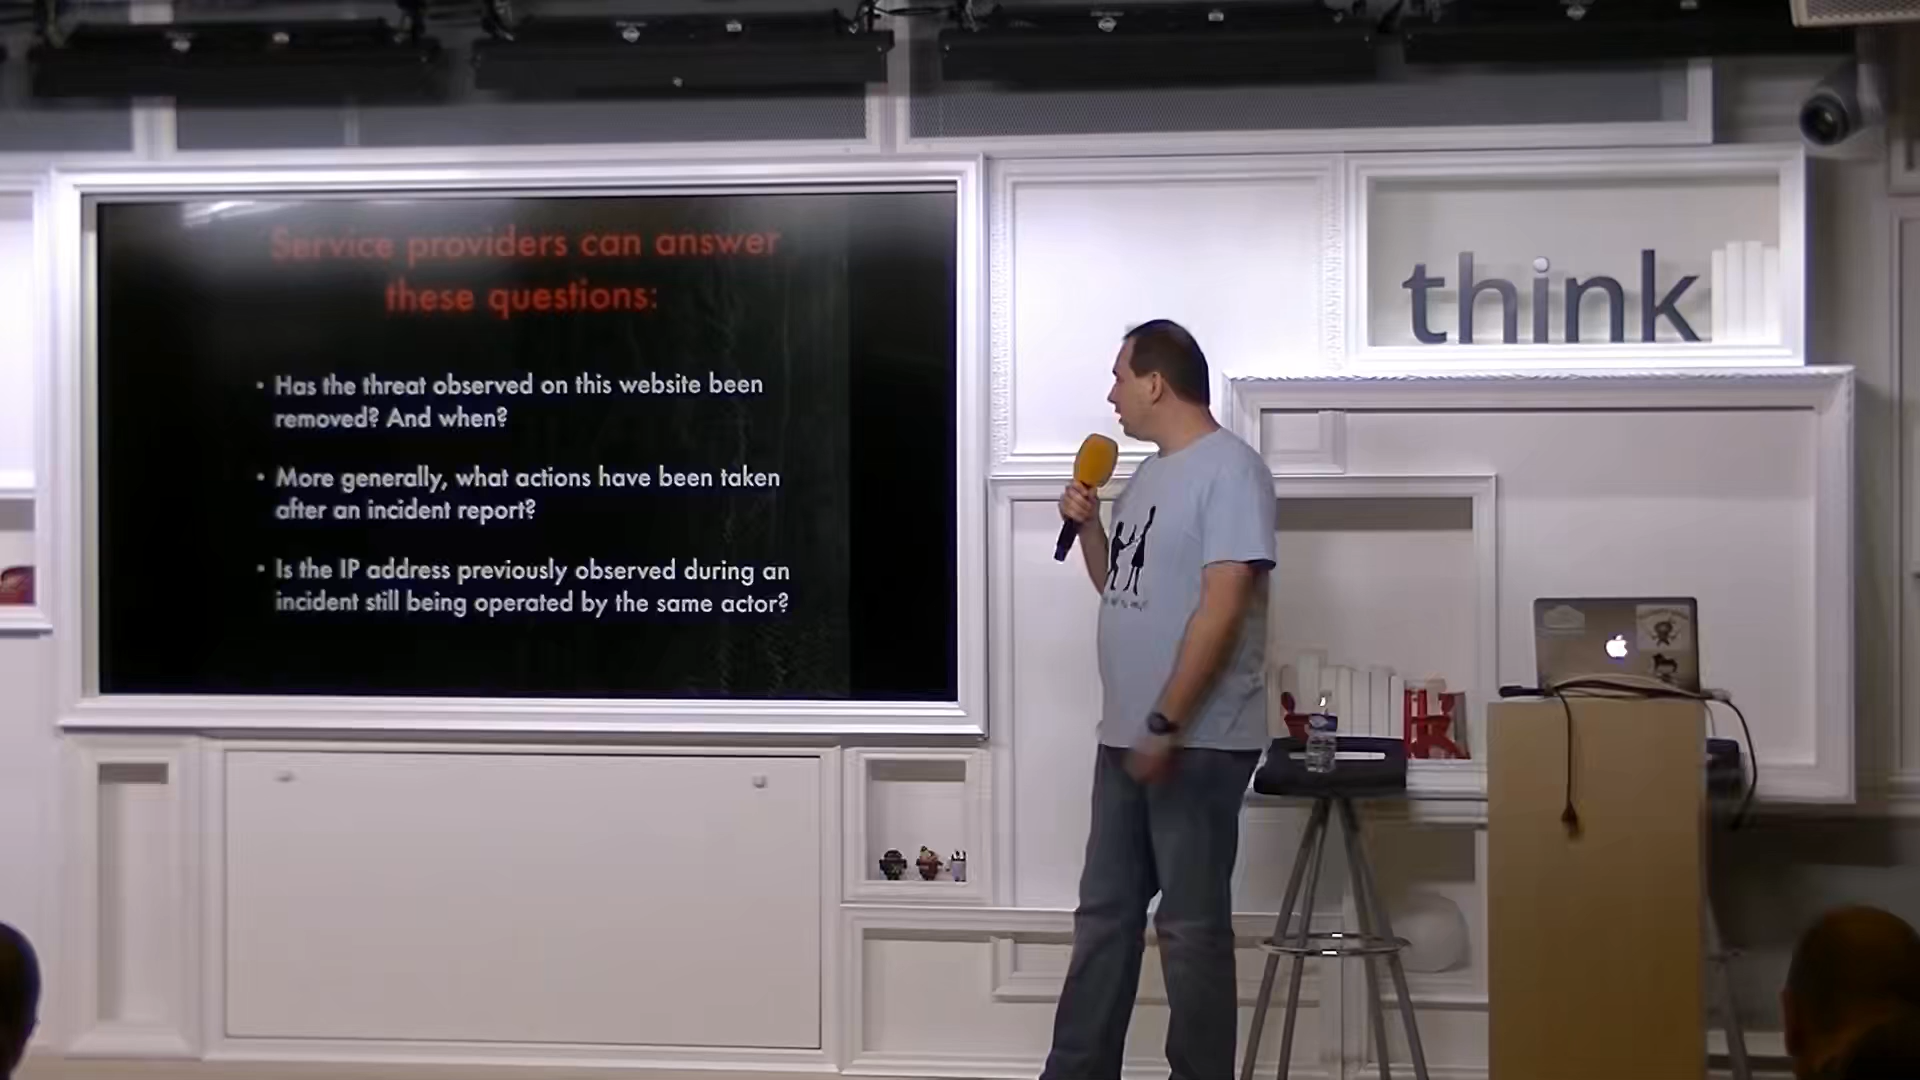 Service providers can answer
these questions:
• Has the threat observed on this website been
removed? And when?
• More generally, what actions have been taken
after an incident report?
• Is the IP address previously observed during an
incident still being operated by the same actor?
think